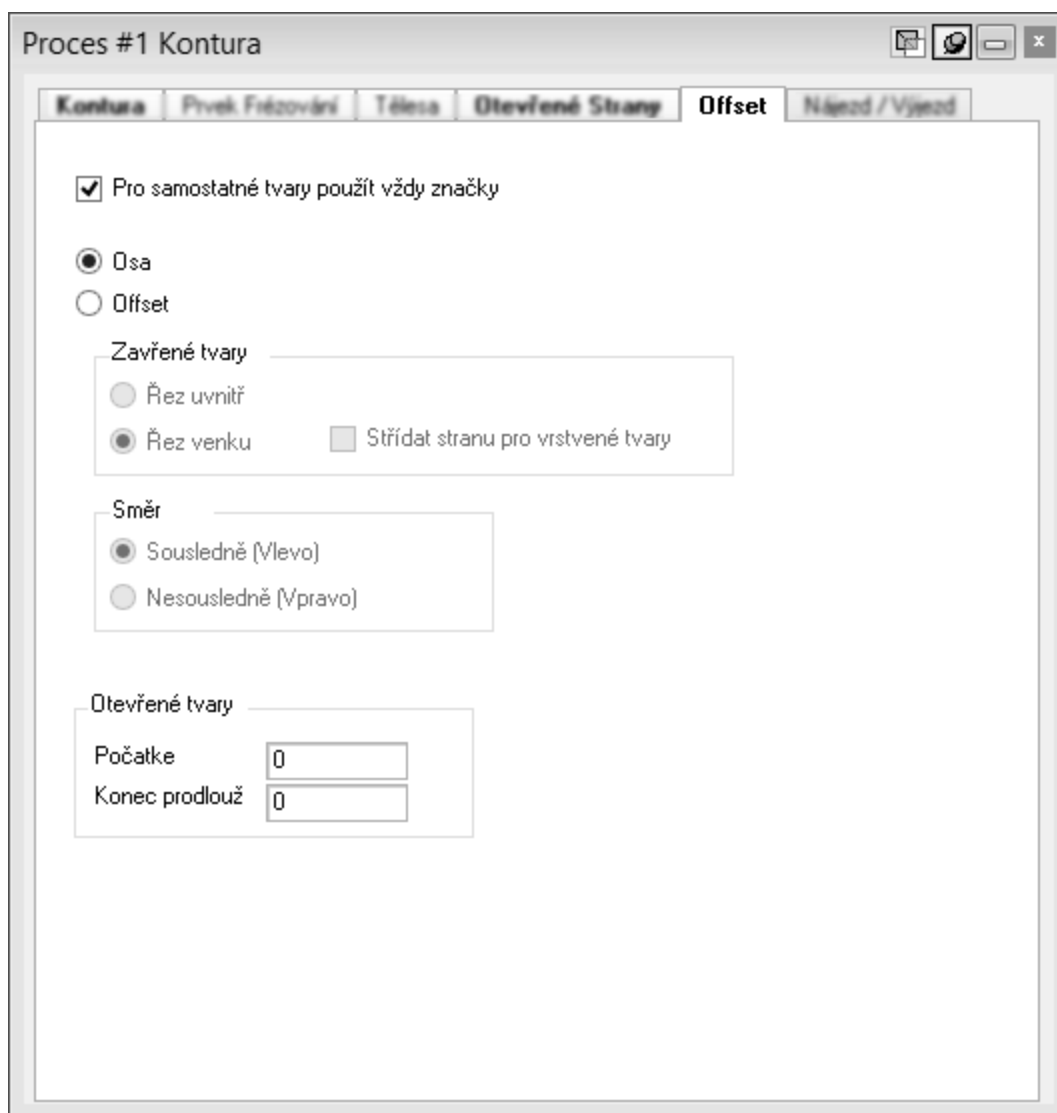 Proces #1 Kontura
Kontura Prvek Frézování Tělesa Otevřené Strany Offset Nájezd / Výjezd
Pro samostatné tvary použít vždy značky
Osa
Offset
Zavřené tvary
Řez uvnitř
Řez venku Střídat stranu pro vrstvené tvary
Směr
Sousledně (Vlevo)
Nesousledně (Vpravo)
Otevřené tvary
Počatke 0
Konec prodlouž 0